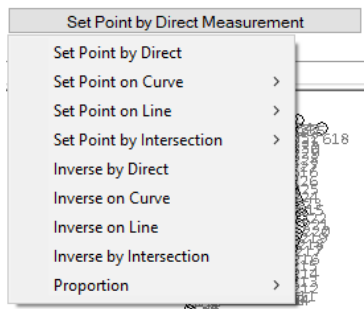 Set Point by Direct Measurement
Set Point by Direct
Set Point on Curve
Set Point on Line
Set Point by Intersection
618
Inverse by Direct
Inverse on Curve
Inverse on Line
Inverse by Intersection
Proportion